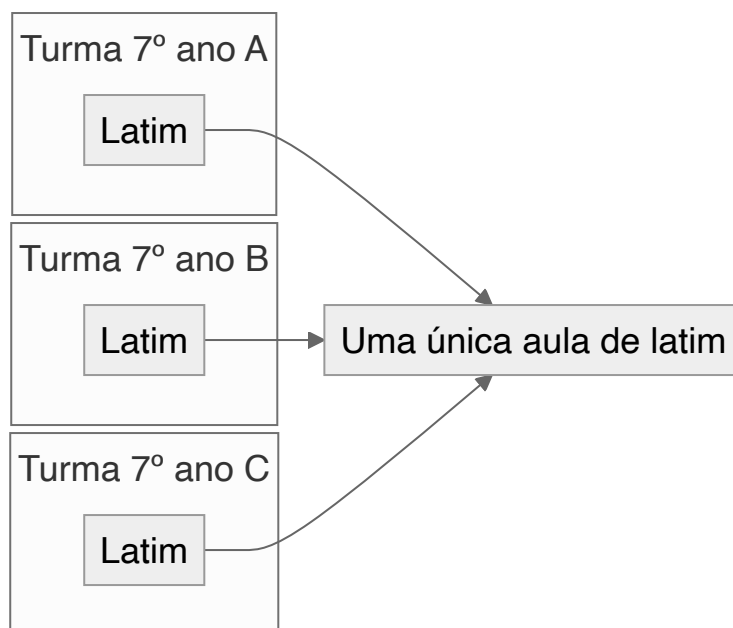 Turma 7º ano A
Latim
Turma 7º ano B
Latim
Uma única aula de latim
Turma 7º ano C
Latim